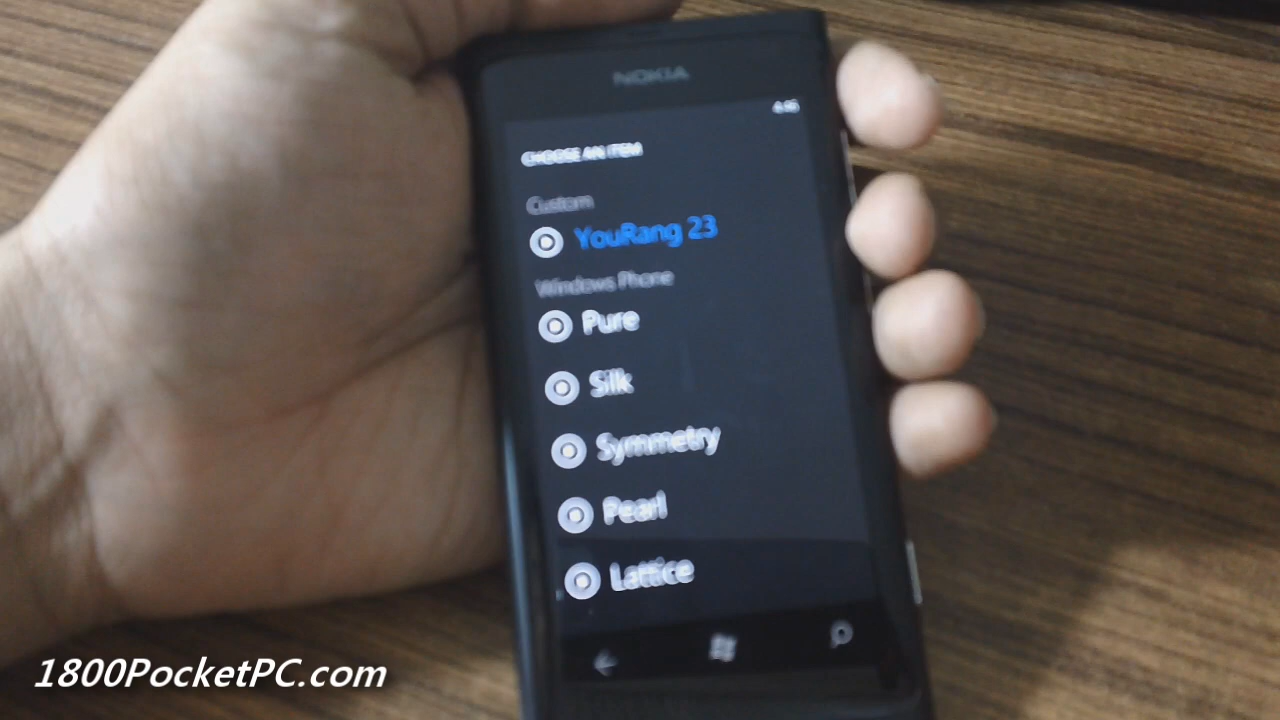 NOKIA
CHOOSE AN ITEM
Custom
YouRang 23
Windows Phone
Pure
Silk
Symmetry
Pearl
Lattice
1800PocketPC.com